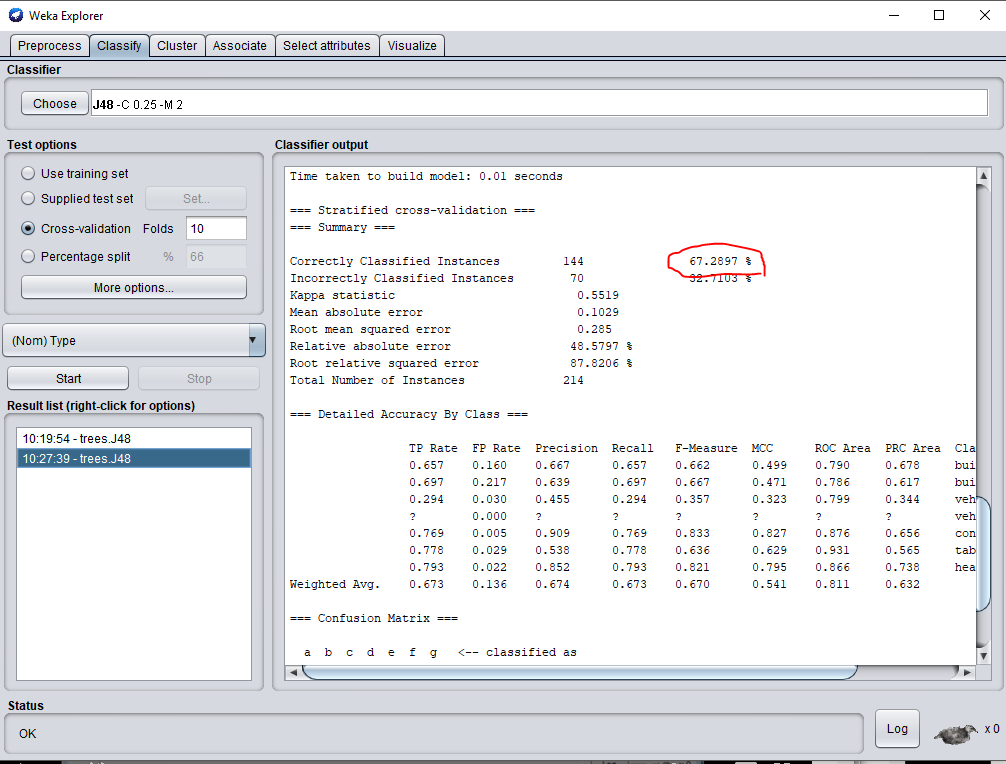 Weka Explorer
Preprocess Classify Cluster Associate Select attributes Visualize
Classifier
Choose J48 -C 0.25 -M 2
Test options
Use training set
Supplied test set Set...
Cross-validation Folds 10
Percentage split % 66
More options...
(Nom) Type
Start Stop
Result list (right-click for options)
10:19:54 - trees.J48
10:27:39 - trees.J48
Classifier output
Time taken to build model: 0.01 seconds
=== Stratified cross-validation ===
=== Summary ===
Correctly Classified Instances 144 67.2897 %
Incorrectly Classified Instances 70 32.7103 %
Kappa statistic 0.5519
Mean absolute error 0.1029
Root mean squared error 0.285
Relative absolute error 48.5797 %
Root relative squared error 87.8206 %
Total Number of Instances 214
=== Detailed Accuracy By Class ===
TP Rate FP Rate Precision Recall F-Measure MCC ROC Area PRC Area Cla
0.657 0.160 0.667 0.657 0.662 0.499 0.790 0.678 bui
0.697 0.217 0.639 0.697 0.667 0.471 0.786 0.617 bui
0.294 0.030 0.455 0.294 0.357 0.323 0.799 0.344 veh
? 0.000 ? ? ? ? ? ? veh
0.769 0.005 0.909 0.769 0.833 0.827 0.876 0.656 con
0.778 0.029 0.538 0.778 0.636 0.629 0.931 0.565 tab
0.793 0.022 0.852 0.793 0.821 0.795 0.866 0.738 hea
Weighted Avg. 0.673 0.136 0.674 0.673 0.670 0.541 0.811 0.632
=== Confusion Matrix ===
a b c d e f g <-- classified as
Status
OK
Log
x 0